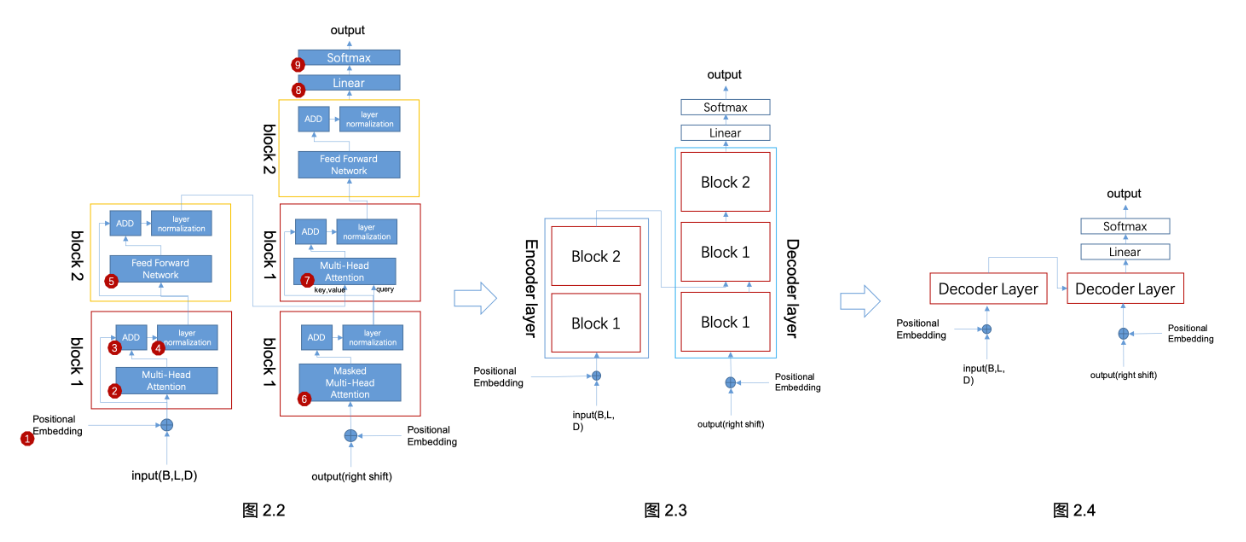 output
9
Softmax
8
Linear
ADD
layer
normalization
Feed Forward
Network
block 2
ADD
layer
normalization
7
Multi-Head
Attention
key,value
query
block 1
ADD
layer
normalization
6
Masked
Multi-Head
Attention
block 1
Positional
Embedding
output(right shift)
ADD
layer
normalization
5
Feed Forward
Network
block 2
3
ADD
4
layer
normalization
2
Multi-Head
Attention
block 1
1
Positional
Embedding
input(B,L,D)
图 2.2
output
Softmax
Linear
Block 2
Block 1
Block 1
Decoder layer
Encoder layer
Block 2
Block 1
Positional
Embedding
input(B,L,
D)
Positional
Embedding
output(right shift)
图 2.3
output
Softmax
Linear
Decoder Layer
Decoder Layer
Positional
Embedding
input(B,L,
D)
Positional
Embedding
output(right shift)
图 2.4